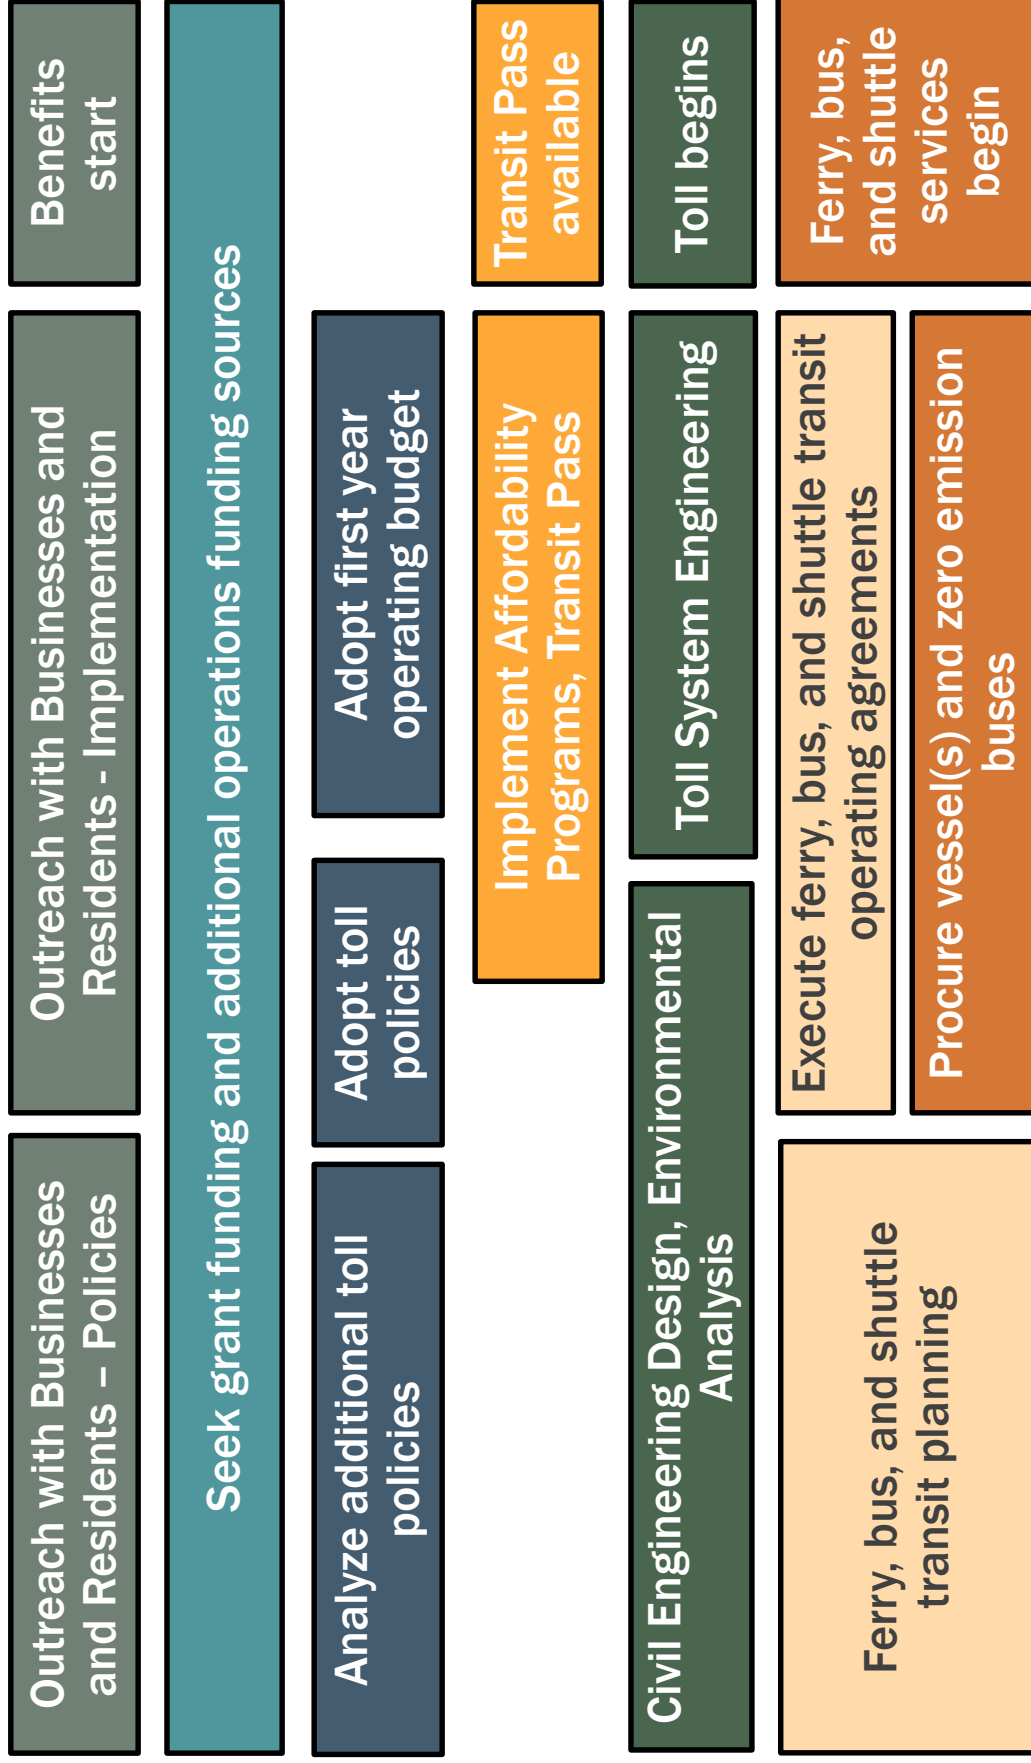 Outreach with Businesses
and Residents – Policies
Outreach with Businesses and
Residents - Implementation
Benefits
start
Seek grant funding and additional operations funding sources
Analyze additional toll
policies
Adopt toll
policies
Adopt first year
operating budget
Implement Affordability
Programs, Transit Pass
Transit Pass
available
Civil Engineering Design, Environmental
Analysis
Toll System Engineering
Toll begins
Ferry, bus, and shuttle
transit planning
Execute ferry, bus, and shuttle transit
operating agreements
Procure vessel(s) and zero emission
buses
Ferry, bus,
and shuttle
services
begin